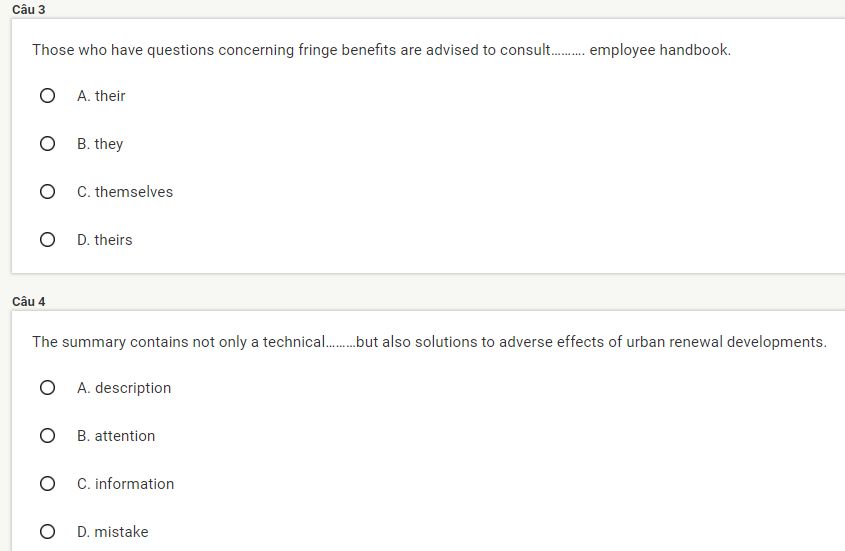 Câu 3
Those who have questions concerning fringe benefits are advised to consult.......... employee handbook.
A. their
B. they
C. themselves
D. theirs
Câu 4
The summary contains not only a technical.........but also solutions to adverse effects of urban renewal developments.
A. description
B. attention
C. information
D. mistake